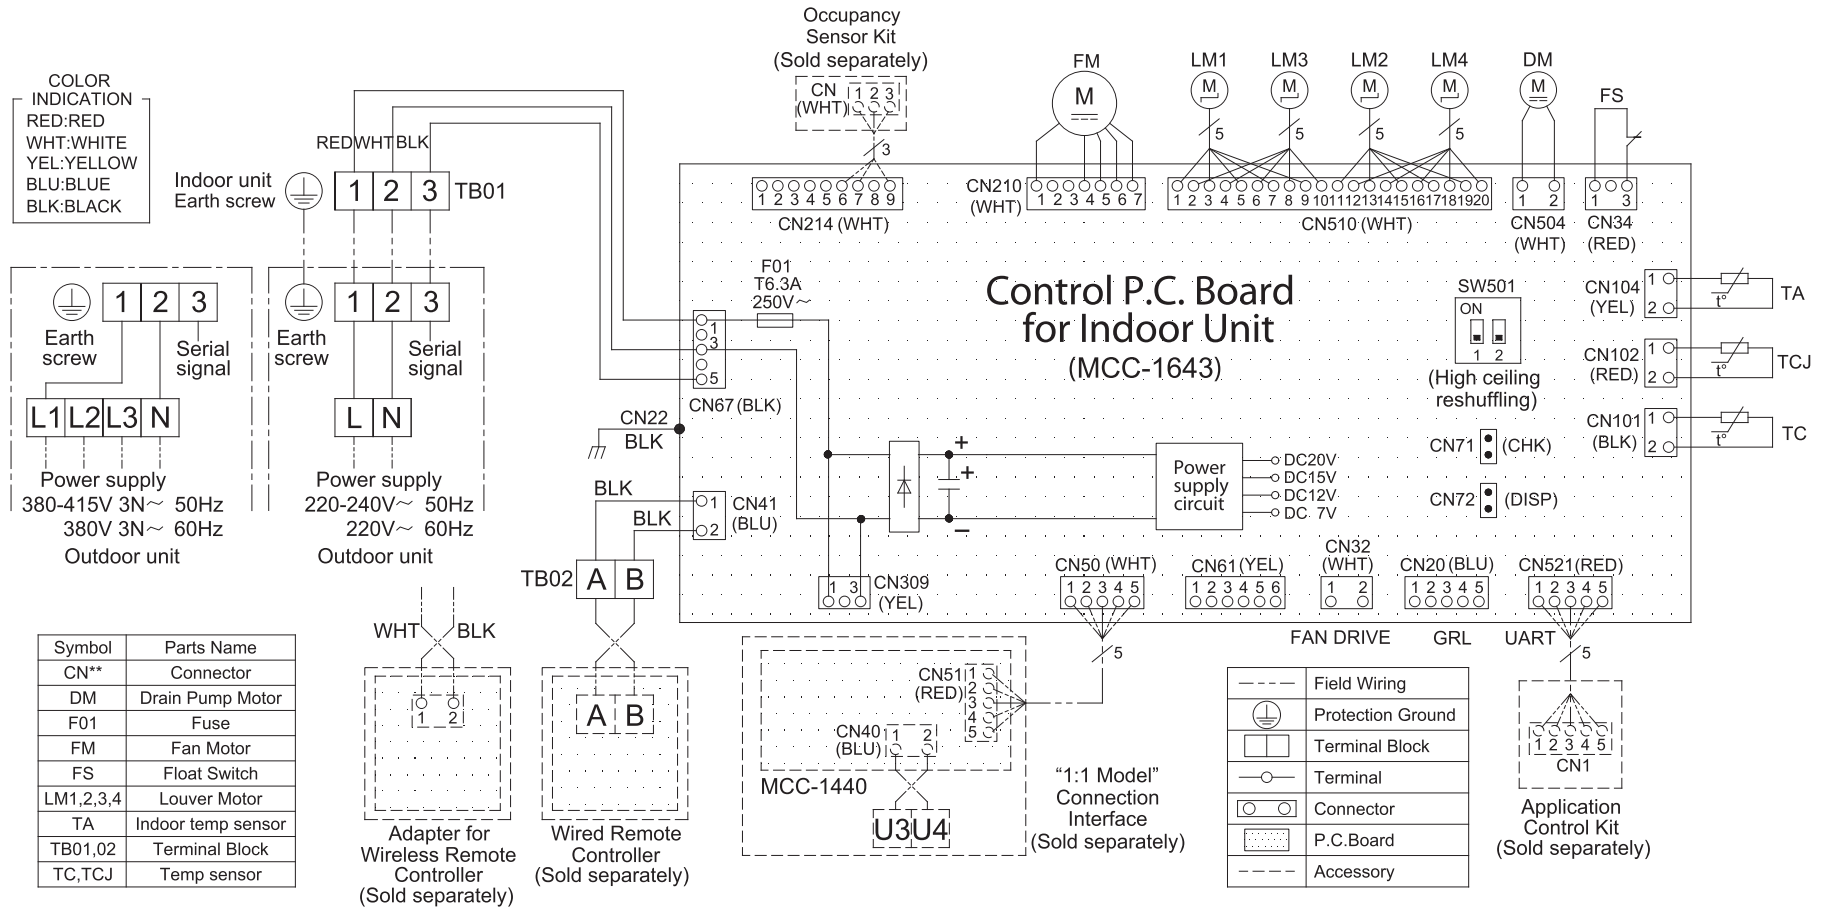 COLOR
INDICATION
RED:RED
WHT:WHITE
YEL:YELLOW
BLU:BLUE
BLK:BLACK
Occupancy
Sensor Kit
(Sold separately)
CN
(WHT)
1 2 3
3
FM
M
LM1 LM3 LM2 LM4 DM
M M M M M
5 5 5 5
FS
RED WHT BLK
Indoor unit
Earth screw
1 2 3
TB01
1 2 3 4 5 6 7 8 9
CN214 (WHT)
CN210
(WHT)
1 2 3 4 5 6 7
1 2 3 4 5 6 7 8 9 10 11 12 13 14 15 16 17 18 19 20
CN510 (WHT)
1 2
CN504
(WHT)
1 3
CN34
(RED)
1 2 3
Earth
screw
Serial
signal
L1 L2 L3 N
Power supply
380-415V 3N～ 50Hz
380V 3N～ 60Hz
Outdoor unit
1 2 3
Earth
screw
Serial
signal
L N
Power supply
220-240V～ 50Hz
220V～ 60Hz
Outdoor unit
F01
T6.3A
250V～
1
3
5
CN67 (BLK)
CN22
BLK
Control P.C. Board
for Indoor Unit
(MCC-1643)
SW501
ON
1 2
(High ceiling
reshuffling)
CN104
(YEL)
1
2
t°
TA
CN102
(RED)
1
2
t°
TCJ
CN101
(BLK)
1
2
t°
TC
CN71 (CHK)
CN72 (DISP)
+
+
−
Power
supply
circuit
DC20V
DC15V
DC12V
DC 7V
BLK
BLK
1
2
CN41
(BLU)
TB02
A B
1 3
CN309
(YEL)
CN50 (WHT)
1 2 3 4 5
CN61 (YEL)
1 2 3 4 5 6
CN32
(WHT)
1 2
CN20 (BLU)
1 2 3 4 5
CN521 (RED)
1 2 3 4 5
FAN DRIVE
GRL
UART
5
5
WHT BLK
1 2
Adapter for
Wireless Remote
Controller
(Sold separately)
A B
Wired Remote
Controller
(Sold separately)
CN51
(RED)
1
2
3
4
5
CN40
(BLU)
1 2
MCC-1440
U3 U4
“1:1 Model”
Connection
Interface
(Sold separately)
1 2 3 4 5
CN1
Application
Control Kit
(Sold separately)
Symbol Parts Name
CN** Connector
DM Drain Pump Motor
F01 Fuse
FM Fan Motor
FS Float Switch
LM1,2,3,4 Louver Motor
TA Indoor temp sensor
TB01,02 Terminal Block
TC,TCJ Temp sensor
Field Wiring
Protection Ground
Terminal Block
Terminal
Connector
P.C.Board
Accessory